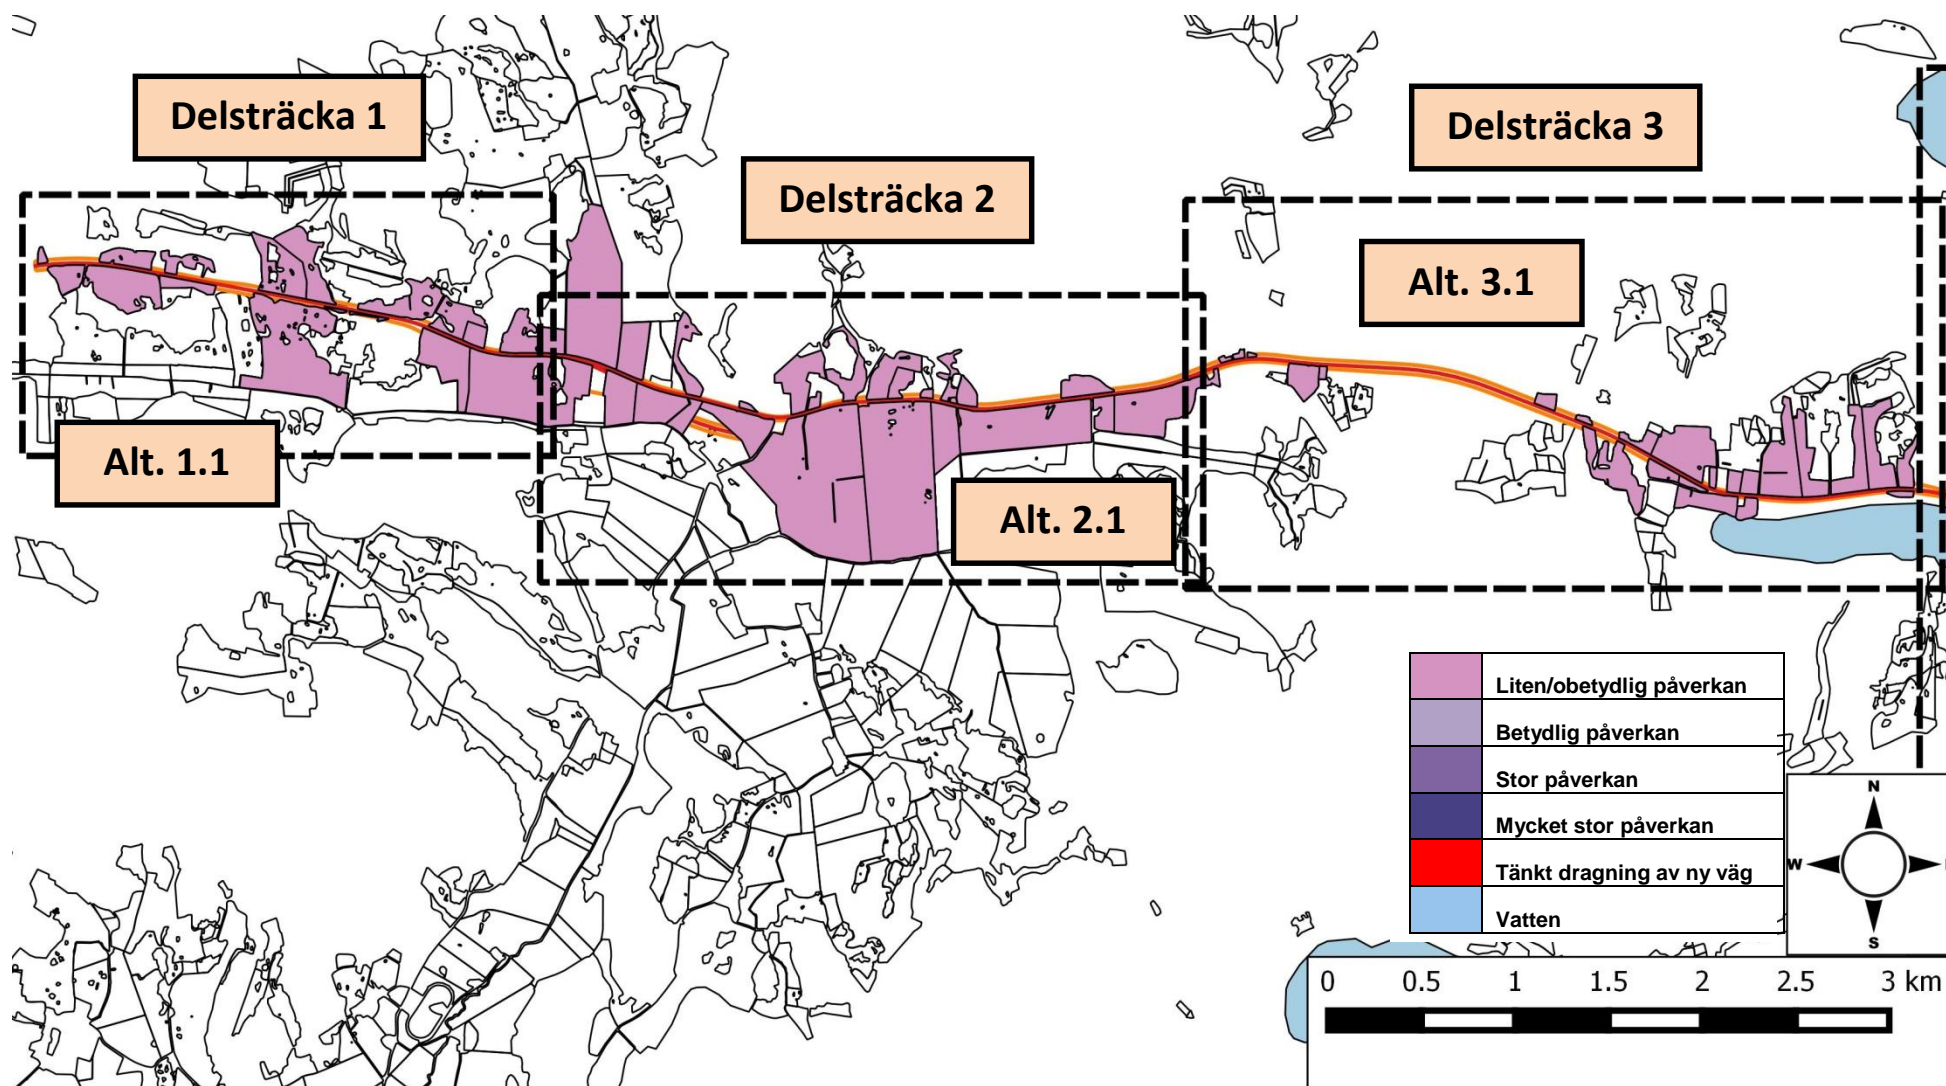 Delsträcka 1
Delsträcka 2
Delsträcka 3
Alt. 3.1
Alt. 1.1
Alt. 2.1
Liten/obetydlig påverkan
Betydlig påverkan
Stor påverkan
Mycket stor påverkan
Tänkt dragning av ny väg
Vatten
N
W
S
0 0.5 1 1.5 2 2.5 3 km